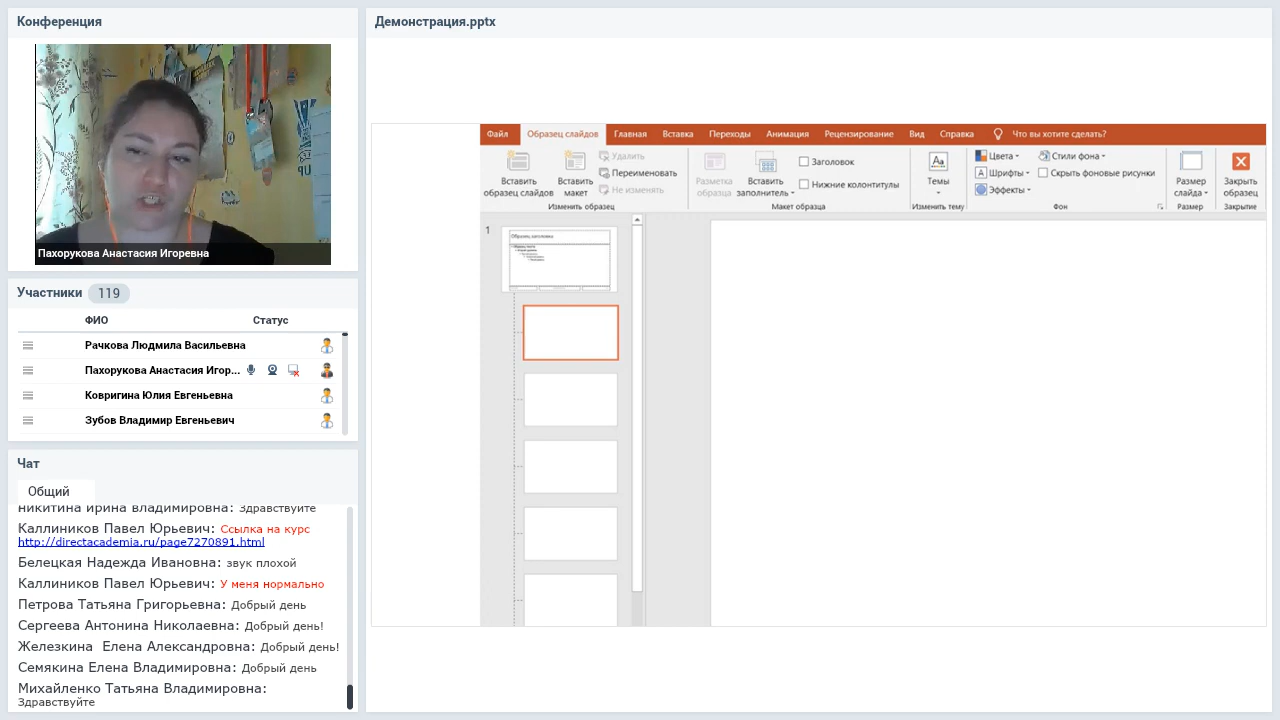 Конференция
Пахорукова Анастасия Игоревна
Участники 119
ФИО Статус
Рачкова Людмила Васильевна
Пахорукова Анастасия Игор...
Ковригина Юлия Евгеньевна
Зубов Владимир Евгеньевич
Чат
Общий
никитина ирина владимировна: Здравствуйте
Каллиников Павел Юрьевич: Ссылка на курс
http://directacademia.ru/page7270891.html
Белецкая Надежда Ивановна: звук плохой
Каллиников Павел Юрьевич: У меня нормально
Петрова Татьяна Григорьевна: Добрый день
Сергеева Антонина Николаевна: Добрый день!
Железкина Елена Александровна: Добрый день!
Семякина Елена Владимировна: Добрый день
Михайленко Татьяна Владимировна:
Здравствуйте
Демонстрация.pptx
Файл Образец слайдов Главная Вставка Переходы Анимация Рецензирование Вид Справка Что вы хотите сделать?
Вставить образец слайдов
Вставить макет
Удалить
Переименовать
Не изменять
Изменить образец
Разметка образца
Вставить заполнитель
Заголовок
Нижние колонтитулы
Макет образца
Темы
Изменить тему
Цвета
Шрифты
Эффекты
Стили фона
Скрыть фоновые рисунки
Фон
Размер слайда
Размер
Закрыть образец
Закрытие
1
Образец заголовка